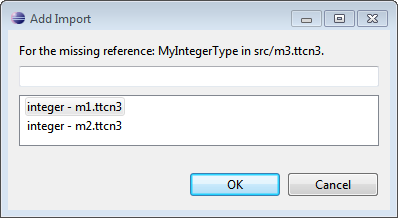 Add Import
For the missing reference: MyIntegerType in src/m3.ttcn3.
integer - m1.ttcn3
integer - m2.ttcn3
OK
Cancel